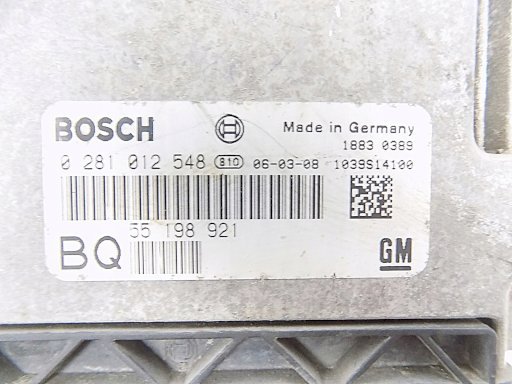 BOSCH
Made in Germany
1883 0389
0 281 012 548 810 06-03-08 1039S14100
55 198 921
BQ
GM